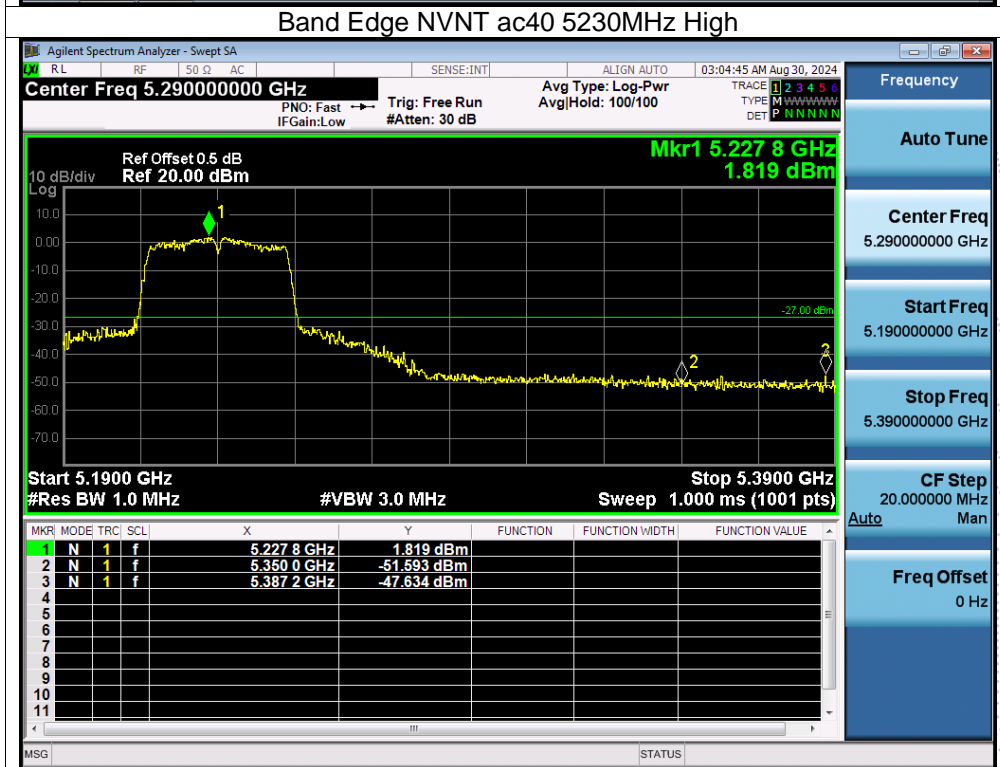 Band Edge NVNT ac40 5230MHz High
Agilent Spectrum Analyzer - Swept SA
LXI RL RF 50 Ω AC SENSE:INT ALIGN AUTO 03:04:45 AM Aug 30, 2024
Center Freq 5.290000000 GHz
PNO: Fast
IFGain:Low
Trig: Free Run
#Atten: 30 dB
Avg Type: Log-Pwr
Avg|Hold: 100/100
TRACE 1 2 3 4 5 6
TYPE M WWWWW
DET P N N N N N
Mkr1 5.227 8 GHz
1.819 dBm
Ref Offset 0.5 dB
10 dB/div Ref 20.00 dBm
Log
10.0
0.00
-10.0
-20.0
-30.0
-40.0
-50.0
-60.0
-70.0
1
-27.00 dBm
2
3
Start 5.1900 GHz Stop 5.3900 GHz
#Res BW 1.0 MHz #VBW 3.0 MHz Sweep 1.000 ms (1001 pts)
MKR MODE TRC SCL X Y FUNCTION FUNCTION WIDTH FUNCTION VALUE
1 N 1 f 5.227 8 GHz 1.819 dBm
2 N 1 f 5.350 0 GHz -51.593 dBm
3 N 1 f 5.387 2 GHz -47.634 dBm
4
5
6
7
8
9
10
11
MSG STATUS
Frequency
Auto Tune
Center Freq
5.290000000 GHz
Start Freq
5.190000000 GHz
Stop Freq
5.390000000 GHz
CF Step
20.000000 MHz
Auto Man
Freq Offset
0 Hz